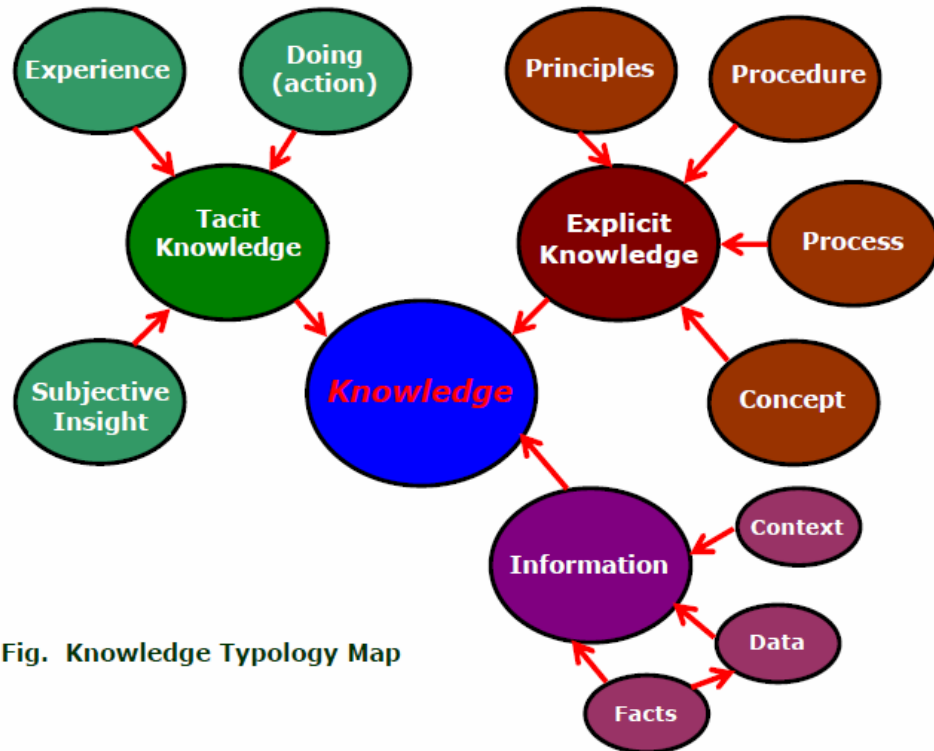 Experience
Doing
(action)
Principles
Procedure
Tacit
Knowledge
Explicit
Knowledge
Process
Subjective
Insight
Knowledge
Concept
Information
Context
Data
Facts
Fig. Knowledge Typology Map